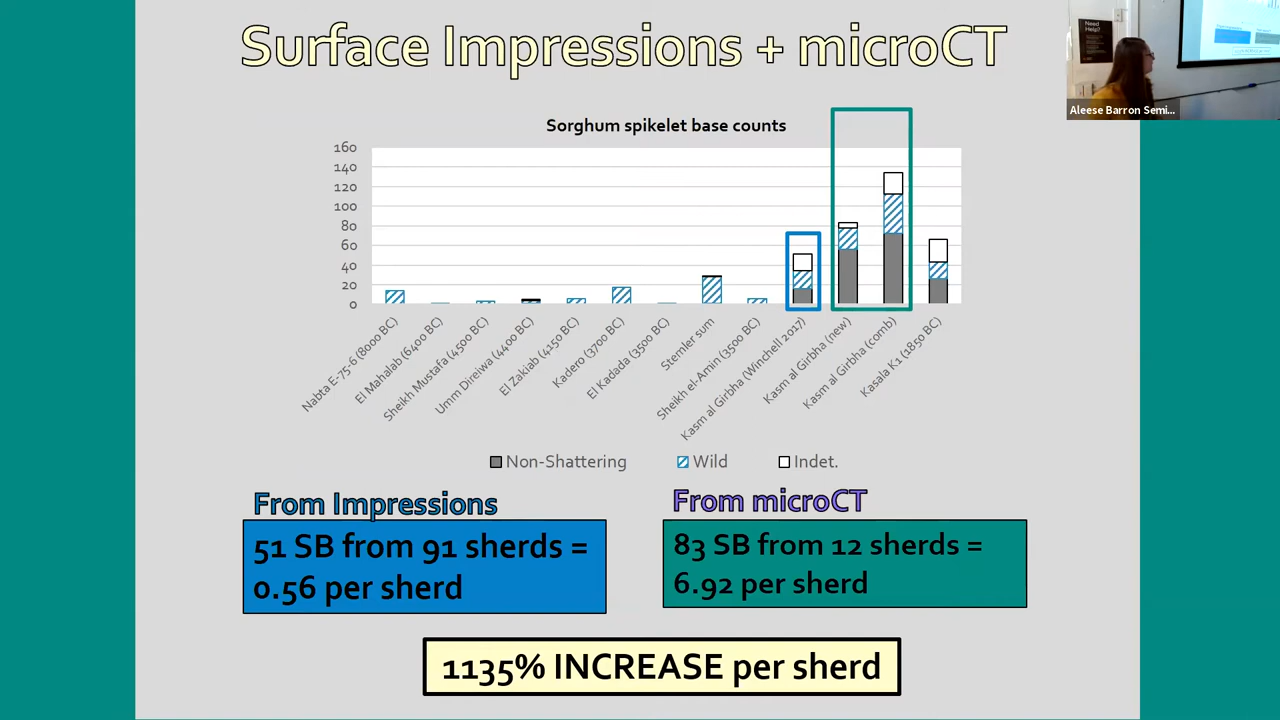 Surface Impressions + microCT
Need
Help?
Aleese Barron Semi...
Sorghum spikelet base counts
160
140
120
100
80
60
40
20
0
Nabta E-75-6 (8000 BC)
El Mahalab (6400 BC)
Sheikh Mustafa (4500 BC)
Umm Direiwa (4400 BC)
El Zakiab (4150 BC)
Kadero (3700 BC)
El Kadada (3500 BC)
Stemler sum
Sheikh el-Amin (3500 BC)
Kasm al Girbha (Winchell 2017)
Kasm al Girbha (new)
Kasm al Girbha (comb)
Kasala K1 (1850 BC)
Non-Shattering
Wild
Indet.
From Impressions
51 SB from 91 sherds =
0.56 per sherd
From microCT
83 SB from 12 sherds =
6.92 per sherd
1135% INCREASE per sherd